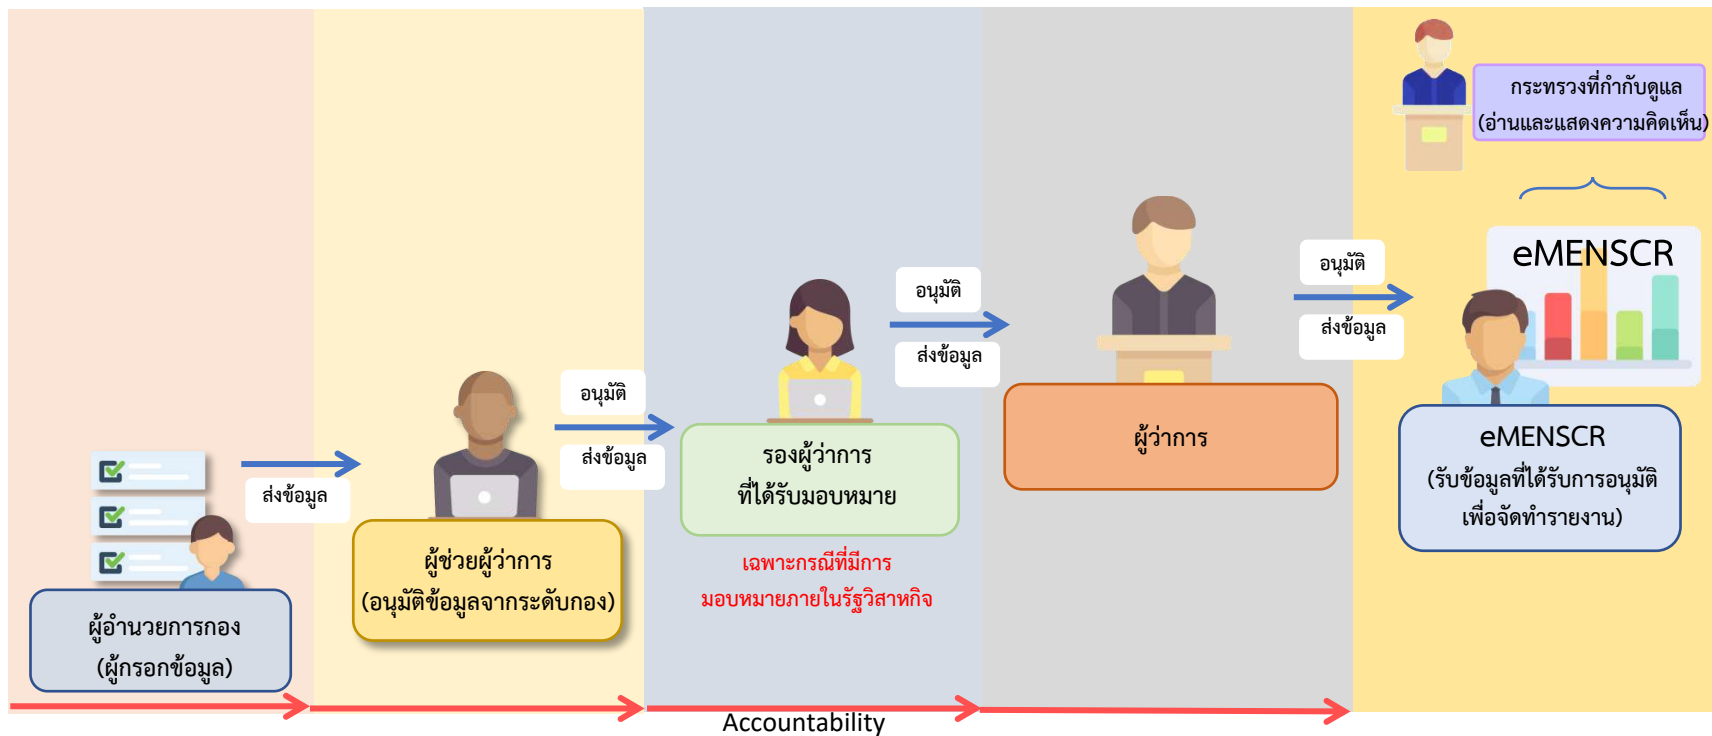 ผู้อำนวยการกอง
(ผู้กรอกข้อมูล)
ส่งข้อมูล
ผู้ช่วยผู้ว่าการ
(อนุมัติข้อมูลจากระดับกอง)
อนุมัติ
ส่งข้อมูล
รองผู้ว่าการ
ที่ได้รับมอบหมาย
เฉพาะกรณีที่มีการ
มอบหมายภายในรัฐวิสาหกิจ
อนุมัติ
ส่งข้อมูล
ผู้ว่าการ
อนุมัติ
ส่งข้อมูล
กระทรวงที่กำกับดูแล
(อ่านและแสดงความคิดเห็น)
eMENSCR
eMENSCR
(รับข้อมูลที่ได้รับการอนุมัติ
เพื่อจัดทำรายงาน)
Accountability